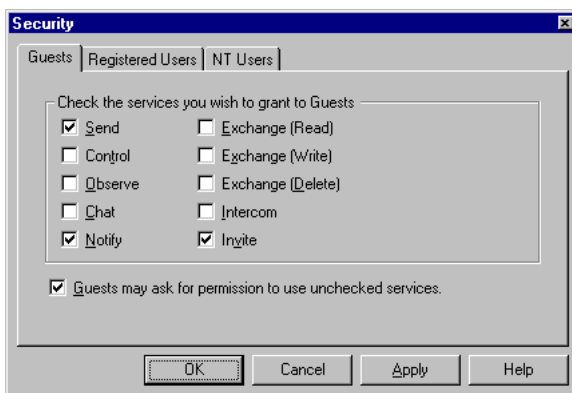 Security
Guests Registered Users NT Users
Check the services you wish to grant to Guests
Send Exchange (Read)
Control Exchange (Write)
Observe Exchange (Delete)
Chat Intercom
Notify Invite
Guests may ask for permission to use unchecked services.
OK Cancel Apply Help